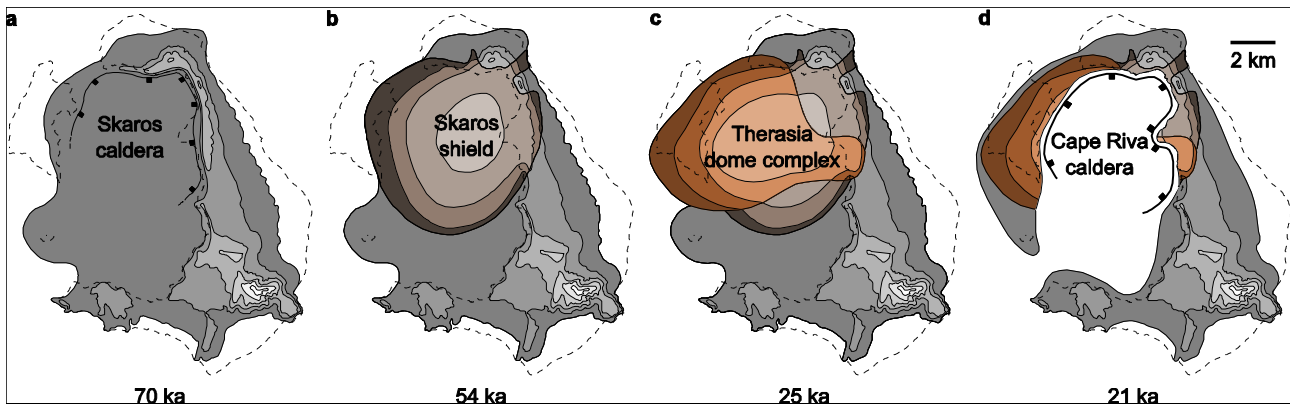 a
b
c
d
2 km
Skaros
caldera
Skaros
shield
Therasia
dome complex
Cape Riva
caldera
70 ka
54 ka
25 ka
21 ka